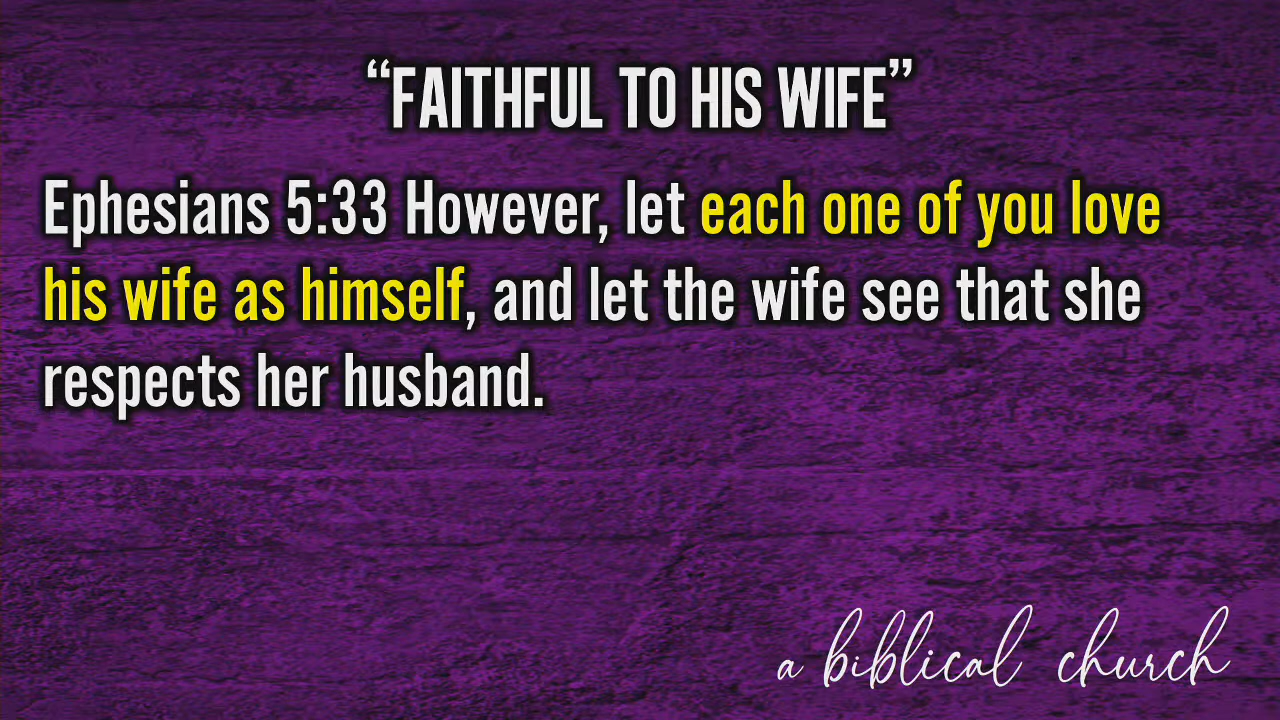 “FAITHFUL TO HIS WIFE”
Ephesians 5:33 However, let each one of you love
his wife as himself, and let the wife see that she
respects her husband.
a biblical church